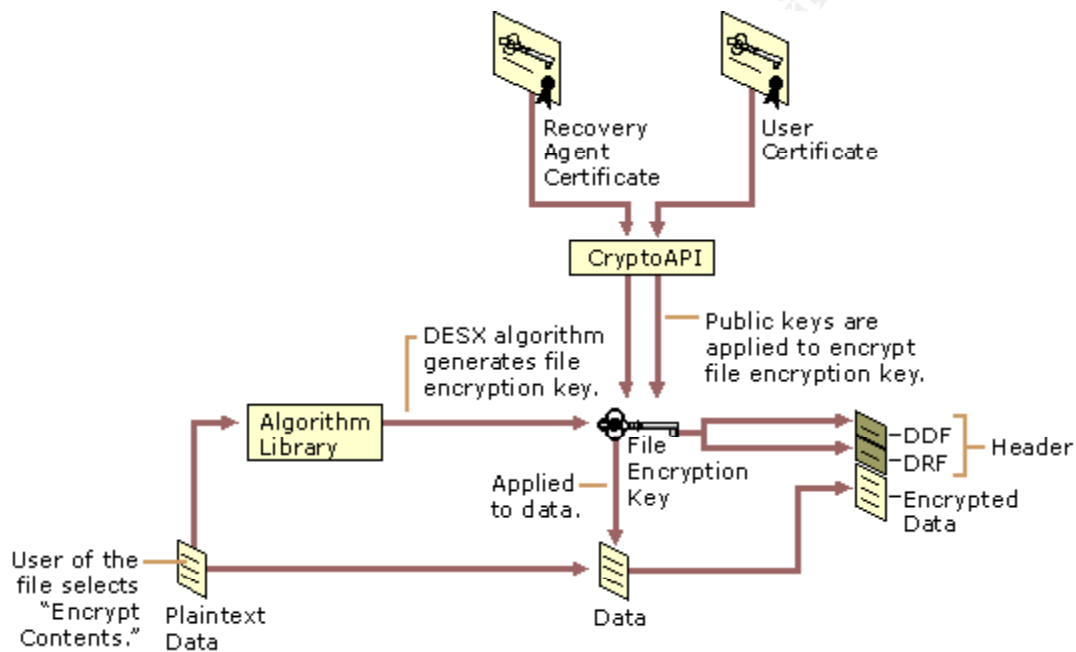 Recovery
Agent
Certificate
User
Certificate
CryptoAPI
DESX algorithm
generates file
encryption key.
Public keys are
applied to encrypt
file encryption key.
Algorithm
Library
File
Encryption
Key
DDF
DRF
Header
Applied
to data.
Encrypted
Data
User of the
file selects
“Encrypt
Contents.”
Plaintext
Data
Data